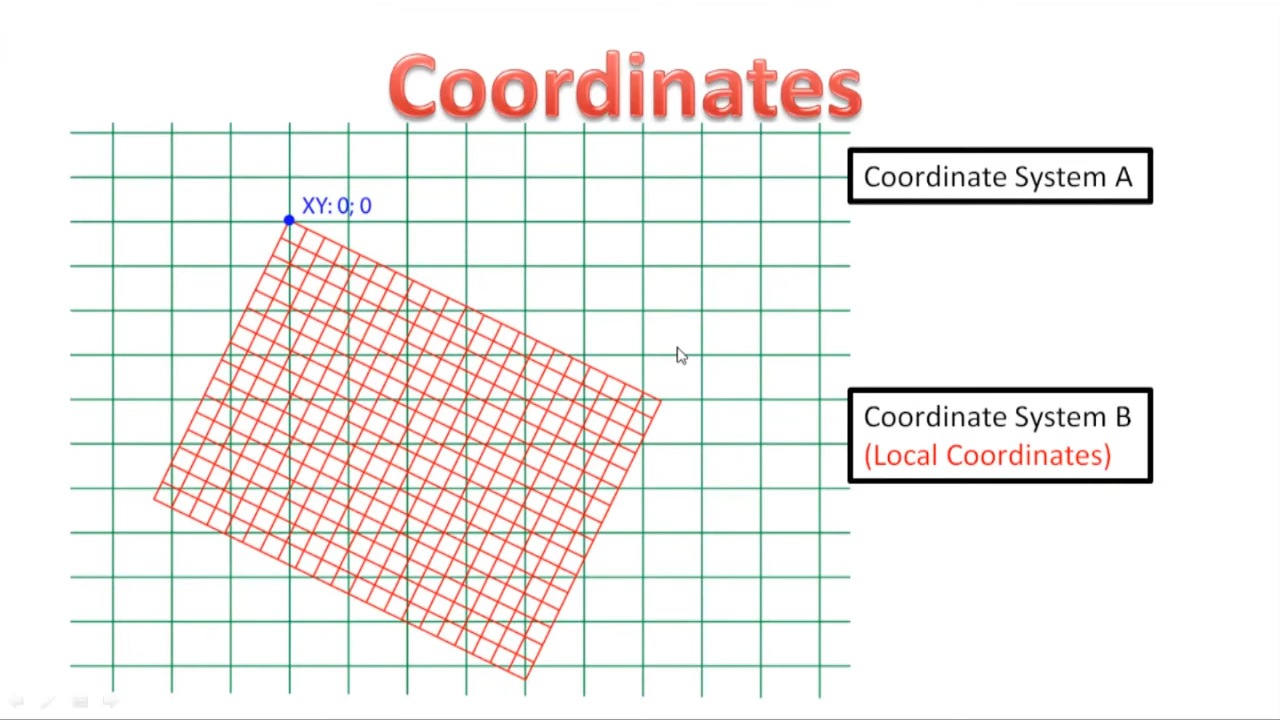 Coordinates
XY: 0; 0
Coordinate System A
Coordinate System B
(Local Coordinates)